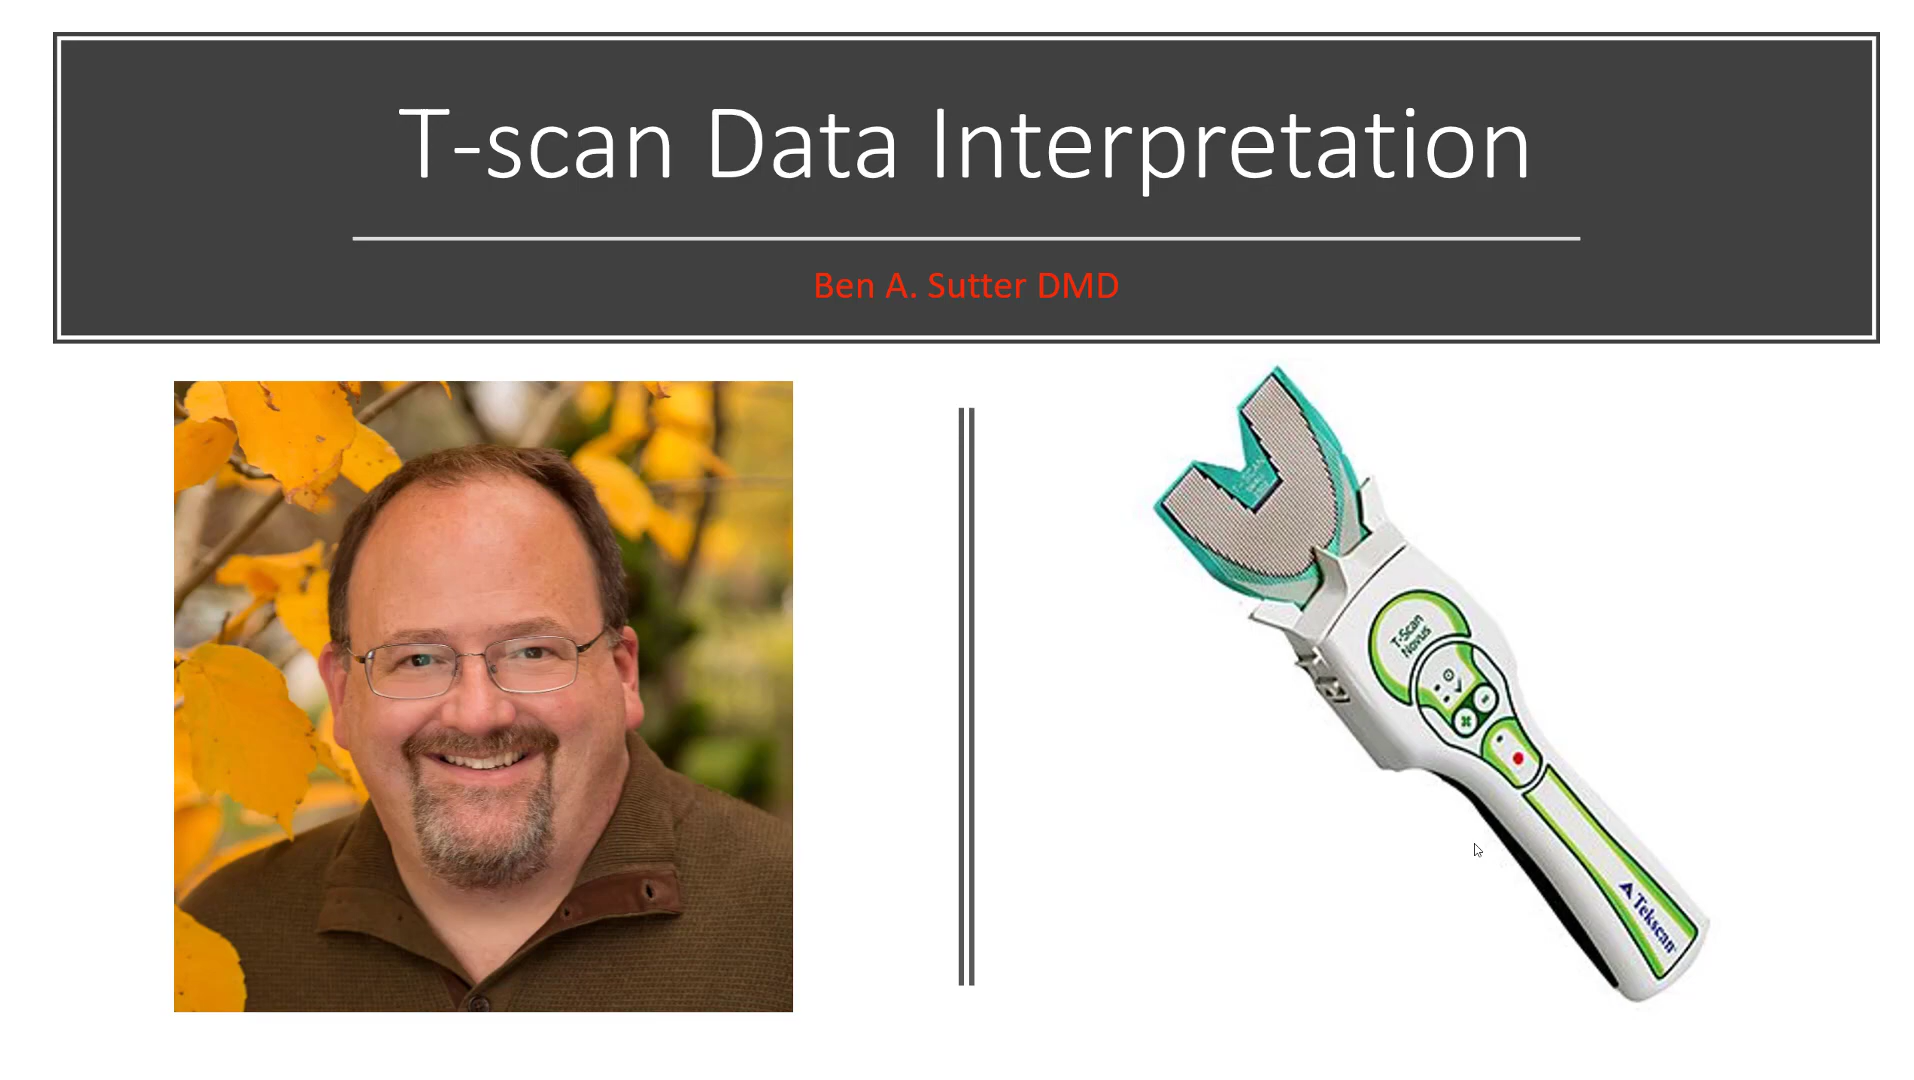 T-scan Data Interpretation
Ben A. Sutter DMD
T-Scan
Novus
Tekscan